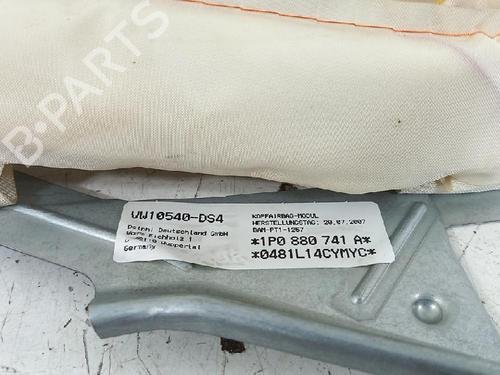 B-PARTS
VW10540-DS4
Delphi Deutschland GmbH
Germany
KOPFAIRBAG-MODUL
HERSTELLUNGSTAG: 20.07.2007
BAM-PT1-1267
*1P0 880 741 A*
*0481L14CYMYC*